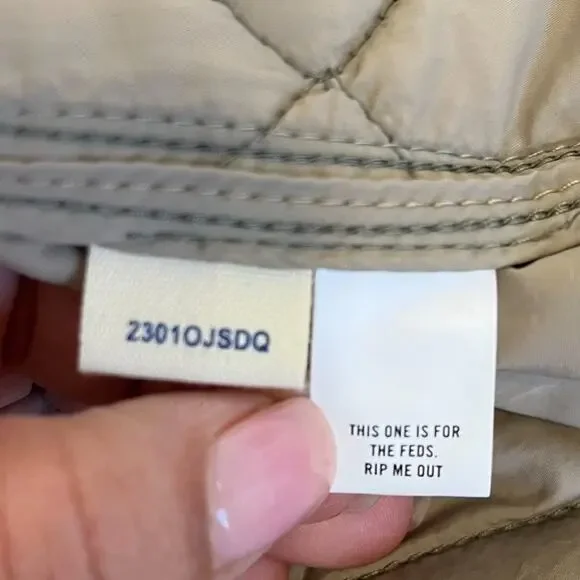 2301OJSDQ
THIS ONE IS FOR
THE FEDS.
RIP ME OUT